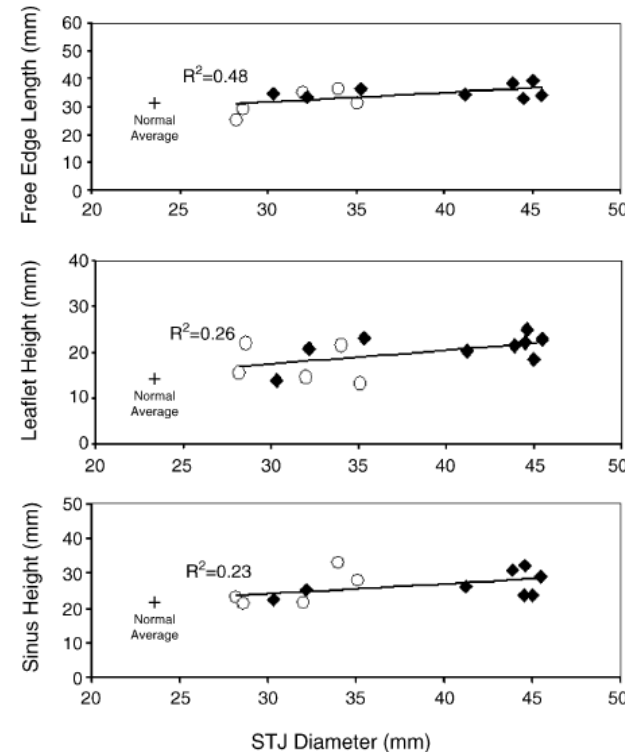 Free Edge Length (mm)
60
50
40
30
20
10
0
R²=0.48
+
Normal
Average
20 25 30 35 40 45 50
Leaflet Height (mm)
40
30
20
10
0
R²=0.26
+
Normal
Average
20 25 30 35 40 45 50
Sinus Height (mm)
50
40
30
20
10
0
R²=0.23
+
Normal
Average
20 25 30 35 40 45 50
STJ Diameter (mm)